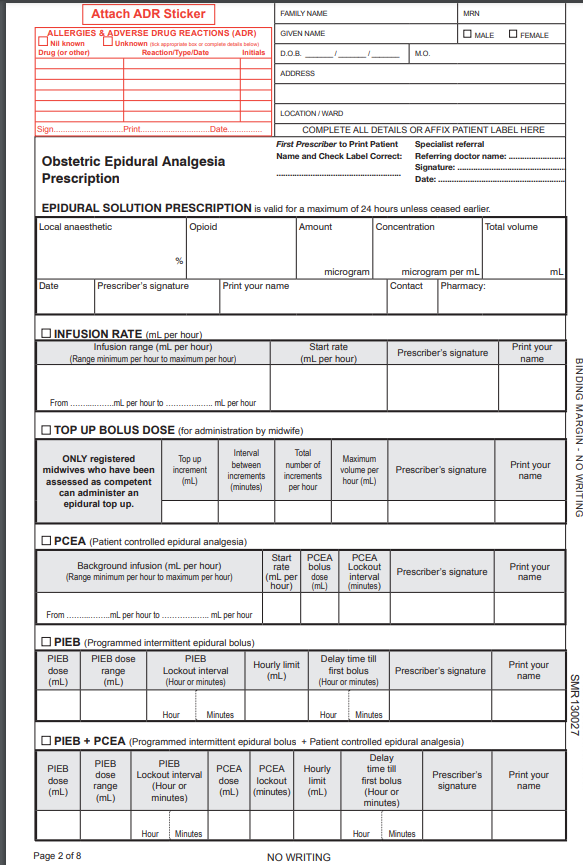 Attach ADR Sticker
ALLERGIES & ADVERSE DRUG REACTIONS (ADR)
Nil known Unknown (tick appropriate box or complete details below)
Drug (or other) Reaction/Type/Date Initials
Sign........................ Print........................ Date..............
FAMILY NAME MRN
GIVEN NAME MALE FEMALE
D.O.B. _______ / _______ / _______ M.O.
ADDRESS
LOCATION / WARD
COMPLETE ALL DETAILS OR AFFIX PATIENT LABEL HERE
Obstetric Epidural Analgesia
Prescription
First Prescriber to Print Patient
Name and Check Label Correct:
................................................
Specialist referral
Referring doctor name: ......................
Signature: ..........................................
Date: .................................................
EPIDURAL SOLUTION PRESCRIPTION is valid for a maximum of 24 hours unless ceased earlier.
Local anaesthetic Opioid Amount Concentration Total volume
% microgram microgram per mL mL
Date Prescriber's signature Print your name Contact Pharmacy:
INFUSION RATE (mL per hour)
Infusion range (mL per hour)
(Range minimum per hour to maximum per hour)
Start rate
(mL per hour)
Prescriber's signature
Print your
name
From ..................mL per hour to .................. mL per hour
TOP UP BOLUS DOSE (for administration by midwife)
ONLY registered
midwives who have been
assessed as competent
can administer an
epidural top up.
Top up
increment
(mL)
Interval
between
increments
(minutes)
Total
number of
increments
per hour
Maximum
volume per
hour (mL)
Prescriber's signature
Print your
name
PCEA (Patient controlled epidural analgesia)
Background infusion (mL per hour)
(Range minimum per hour to maximum per hour)
Start
rate
(mL per
hour)
PCEA
bolus
dose
(mL)
PCEA
Lockout
interval
(minutes)
Prescriber's signature
Print your
name
From ..................mL per hour to .................. mL per hour
PIEB (Programmed intermittent epidural bolus)
PIEB
dose
(mL)
PIEB dose
range
(mL)
PIEB
Lockout interval
(Hour or minutes)
Hourly limit
(mL)
Delay time till
first bolus
(Hour or minutes)
Prescriber's signature
Print your
name
Hour Minutes Hour Minutes
PIEB + PCEA (Programmed intermittent epidural bolus + Patient controlled epidural analgesia)
PIEB
dose
(mL)
PIEB
dose
range (mL)
PIEB
Lockout interval
(Hour or
minutes)
PCEA
dose
(mL)
PCEA
lockout
(minutes)
Hourly
limit
(mL)
Delay
time till
first bolus
(Hour or
minutes)
Prescriber's
signature
Print your
name
Hour Minutes Hour Minutes
Page 2 of 8 NO WRITING
BINDING MARGIN - NO WRITING
SMR130027